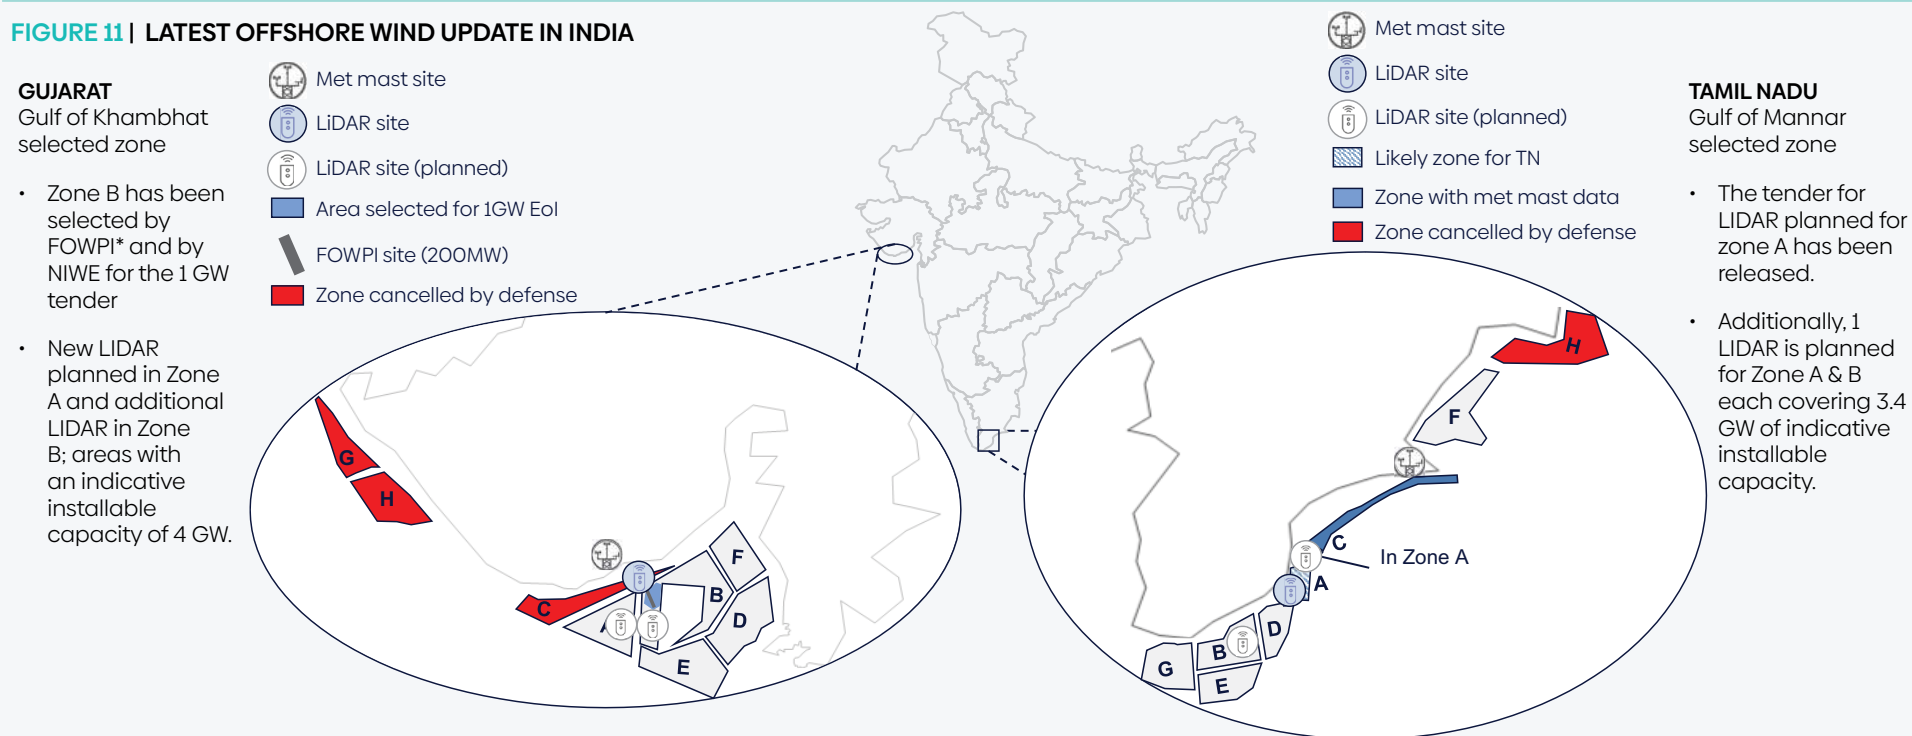 FIGURE 11 | LATEST OFFSHORE WIND UPDATE IN INDIA
GUJARAT
Gulf of Khambhat
selected zone
• Zone B has been
selected by
FOWPI* and by
NIWE for the 1 GW
tender
• New LIDAR
planned in Zone
A and additional
LIDAR in Zone
B; areas with
an indicative
installable
capacity of 4 GW.
Met mast site
LiDAR site
LiDAR site (planned)
Area selected for 1GW EoI
FOWPI site (200MW)
Zone cancelled by defense
G
H
C
A
B
F
D
E
Met mast site
LiDAR site
LiDAR site (planned)
Likely zone for TN
Zone with met mast data
Zone cancelled by defense
H
F
C
In Zone A
A
D
B
G
E
TAMIL NADU
Gulf of Mannar
selected zone
• The tender for
LIDAR planned for
zone A has been
released.
• Additionally, 1
LIDAR is planned
for Zone A & B
each covering 3.4
GW of indicative
installable
capacity.